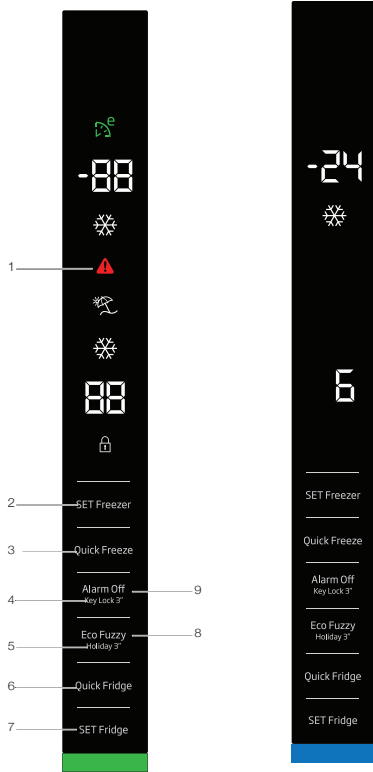 e
-88
1
88
2 SET Freezer
3 Quick Freeze
Alarm Off 9
4 Key Lock 3"
Eco Fuzzy 8
5 Holiday 3"
6 Quick Fridge
7 SET Fridge
-24
6
SET Freezer
Quick Freeze
Alarm Off
Key Lock 3"
Eco Fuzzy
Holiday 3"
Quick Fridge
SET Fridge